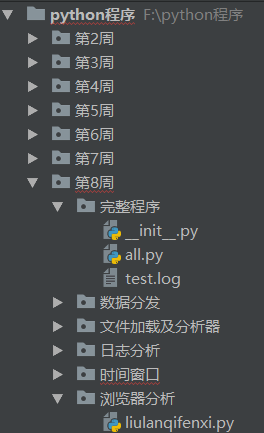 python程序 F:\python程序
第2周
第3周
第4周
第5周
第6周
第7周
第8周
完整程序
__init__.py
all.py
test.log
数据分发
文件加载及分析器
日志分析
时间窗口
浏览器分析
liulanqifenxi.py